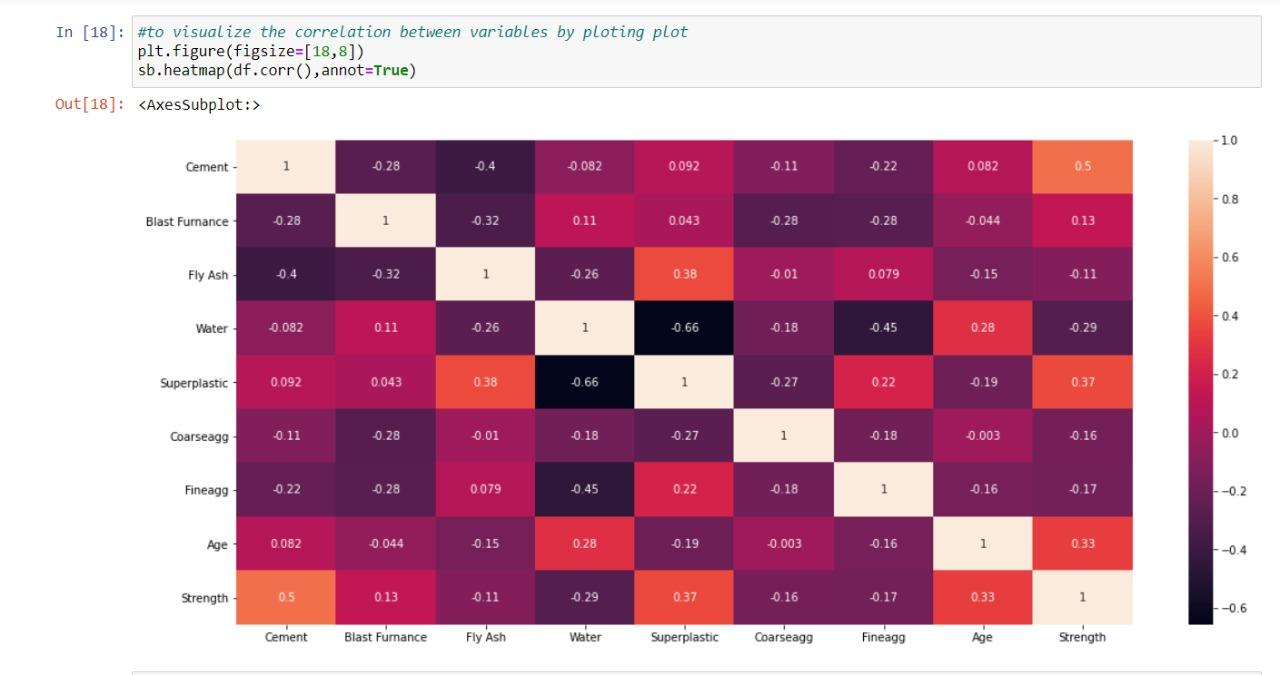 In [18]: #to visualize the correlation between variables by ploting plot
plt.figure(figsize=[18,8])
sb.heatmap(df.corr(),annot=True)
Out[18]: <AxesSubplot:>
Cement 1 -0.28 -0.4 -0.082 0.092 -0.11 -0.22 0.082 0.5
Blast Furnance -0.28 1 -0.32 0.11 0.043 -0.28 -0.28 -0.044 0.13
Fly Ash -0.4 -0.32 1 -0.26 0.38 -0.01 0.079 -0.15 -0.11
Water -0.082 0.11 -0.26 1 -0.66 -0.18 -0.45 0.28 -0.29
Superplastic 0.092 0.043 0.38 -0.66 1 -0.27 0.22 -0.19 0.37
Coarseagg -0.11 -0.28 -0.01 -0.18 -0.27 1 -0.18 -0.003 -0.16
Fineagg -0.22 -0.28 0.079 -0.45 0.22 -0.18 1 -0.16 -0.17
Age 0.082 -0.044 -0.15 0.28 -0.19 -0.003 -0.16 1 0.33
Strength 0.5 0.13 -0.11 -0.29 0.37 -0.16 -0.17 0.33 1
Cement Blast Furnance Fly Ash Water Superplastic Coarseagg Fineagg Age Strength
1.0
0.8
0.6
0.4
0.2
0.0
−0.2
−0.4
−0.6